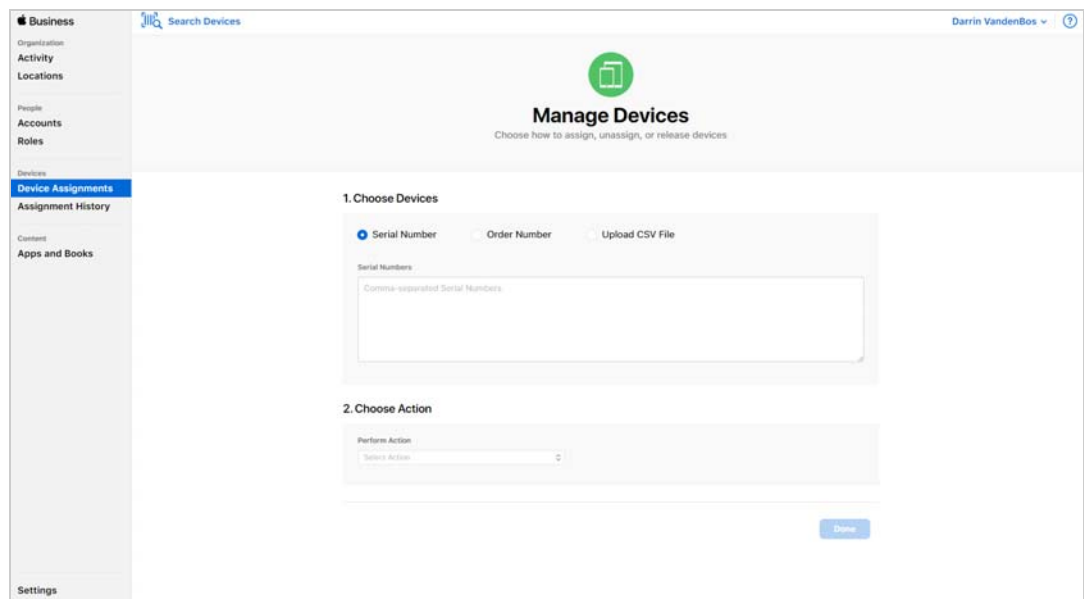 Business
Search Devices
Darrin VandenBos
?
Organization
Activity
Locations
People
Accounts
Roles
Devices
Device Assignments
Assignment History
Content
Apps and Books
Settings
Manage Devices
Choose how to assign, unassign, or release devices
1. Choose Devices
Serial Number Order Number Upload CSV File
Serial Numbers
Comma-separated Serial Numbers
2. Choose Action
Perform Action
Select Action
Done